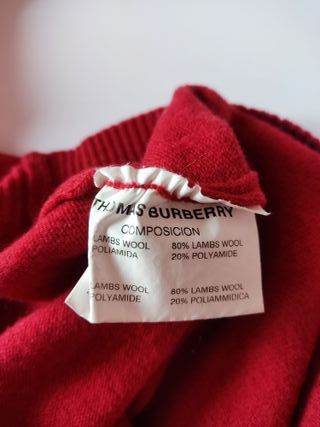 THOMAS BURBERRY
COMPOSICION
LAMBS WOOL 80% LAMBS WOOL
POLIAMIDA 20% POLYAMIDE
LAMBS WOOL 80% LAMBS WOOL
POLYAMIDE 20% POLIAMMIDICA